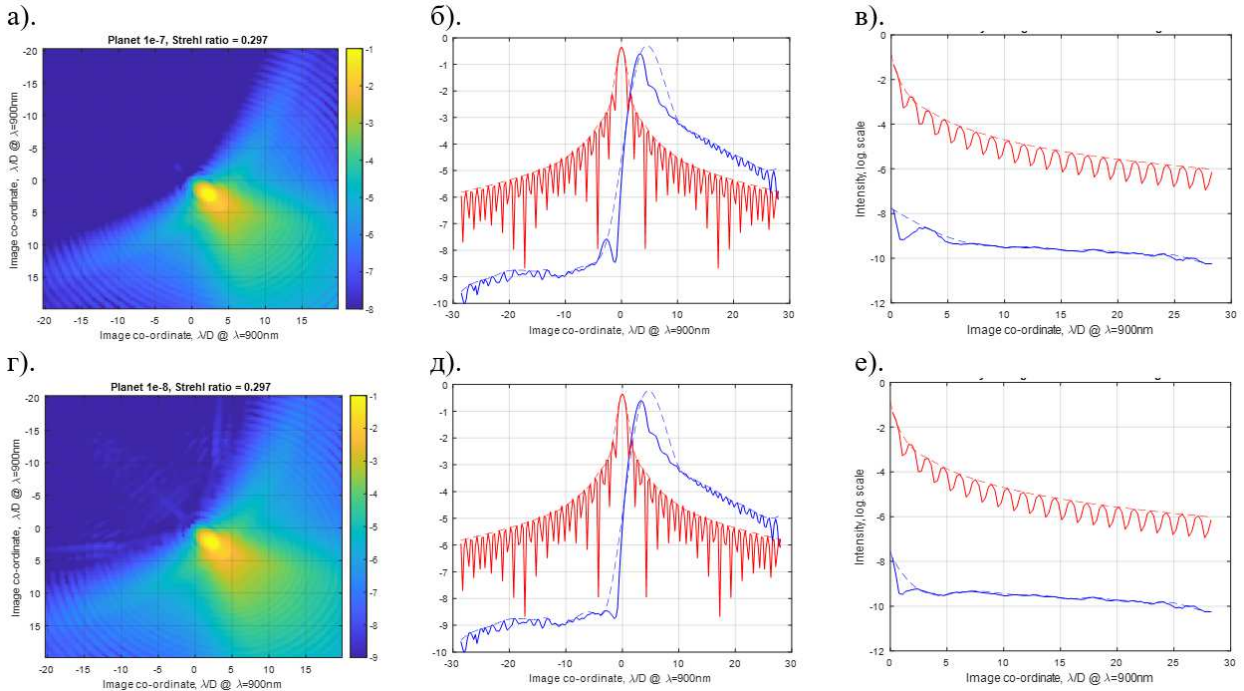 а).
Planet 1e-7, Strehl ratio = 0.297
-20
-15
-10
-5
0
5
10
15
-20 -15 -10 -5 0 5 10 15
Image co-ordinate, λ/D @ λ=900nm
Image co-ordinate, λ/D @ λ=900nm
-1
-2
-3
-4
-5
-6
-7
-8
б).
0
-1
-2
-3
-4
-5
-6
-7
-8
-9
-10
-30 -20 -10 0 10 20 30
Image co-ordinate, λ/D @ λ=900nm
в).
0
-2
-4
-6
-8
-10
-12
0 5 10 15 20 25 30
Intensity, log. scale
Image co-ordinate, λ/D @ λ=900nm
г).
Planet 1e-8, Strehl ratio = 0.297
-20
-15
-10
-5
0
5
10
15
-20 -15 -10 -5 0 5 10 15
Image co-ordinate, λ/D @ λ=900nm
Image co-ordinate, λ/D @ λ=900nm
-1
-2
-3
-4
-5
-6
-7
-8
-9
д).
0
-1
-2
-3
-4
-5
-6
-7
-8
-9
-10
-30 -20 -10 0 10 20 30
Image co-ordinate, λ/D @ λ=900nm
е).
0
-2
-4
-6
-8
-10
-12
0 5 10 15 20 25 30
Intensity, log. scale
Image co-ordinate, λ/D @ λ=900nm